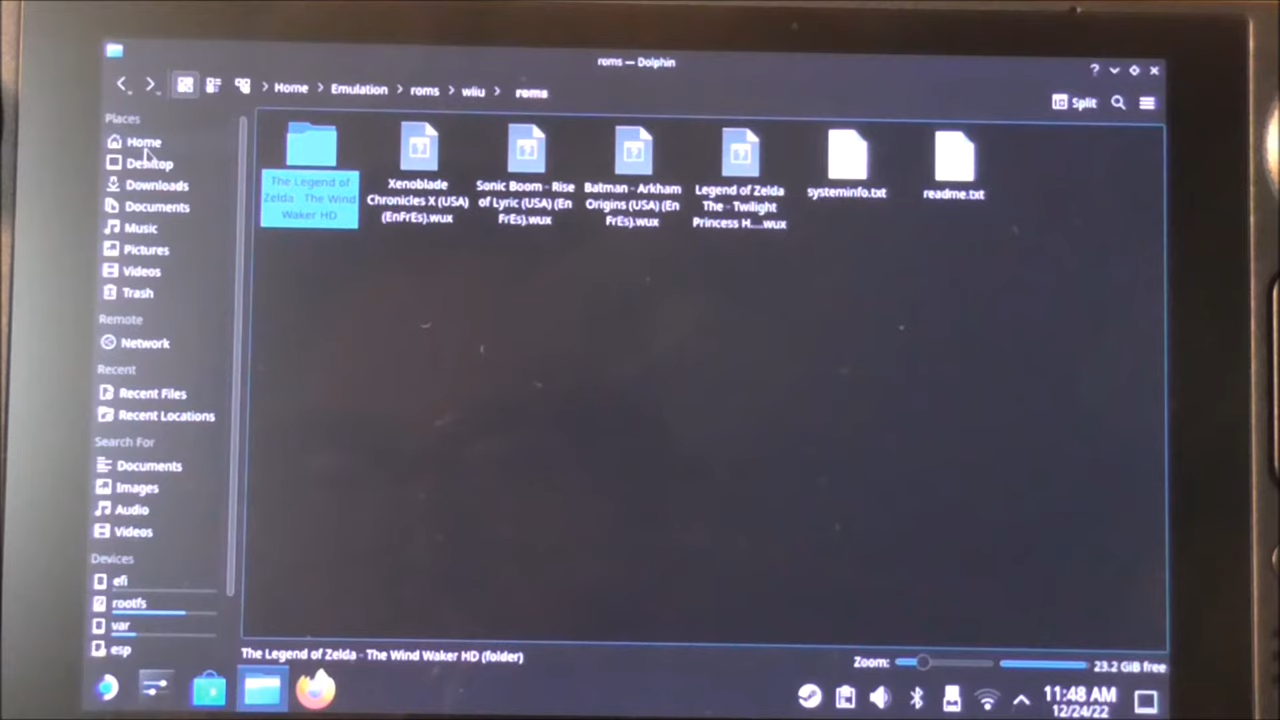 roms — Dolphin
Home > Emulation > roms > wiiu > roms
Split
Places
Home
Desktop
Downloads
Documents
Music
Pictures
Videos
Trash
Remote
Network
Recent
Recent Files
Recent Locations
Search For
Documents
Images
Audio
Videos
Devices
efi
rootfs
var
esp
The Legend of
Zelda - The Wind
Waker HD
Xenoblade
Chronicles X (USA)
(EnFrEs).wux
Sonic Boom - Rise
of Lyric (USA) (En
FrEs).wux
Batman - Arkham
Origins (USA) (En
FrEs).wux
Legend of Zelda
The - Twilight
Princess H....wux
systeminfo.txt
readme.txt
The Legend of Zelda - The Wind Waker HD (folder)
Zoom:
23.2 GiB free
11:48 AM
12/24/22